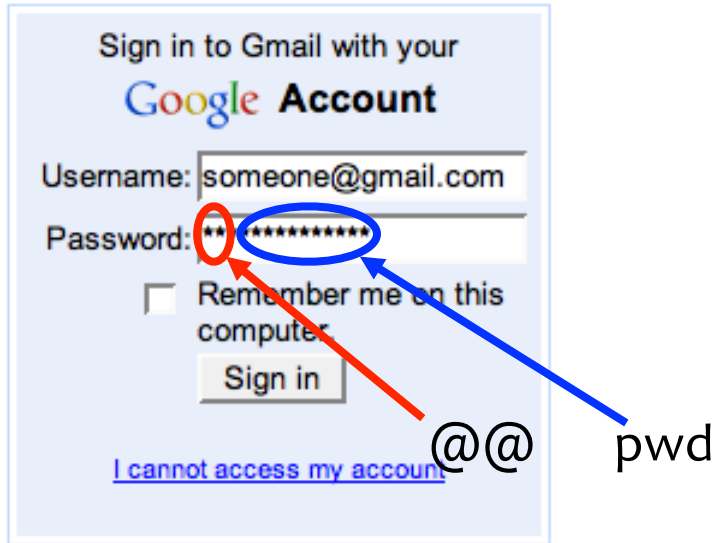 Sign in to Gmail with your
Google Account
Username: someone@gmail.com
Password: ****************
Remember me on this
computer.
Sign in
@@ pwd
I cannot access my account